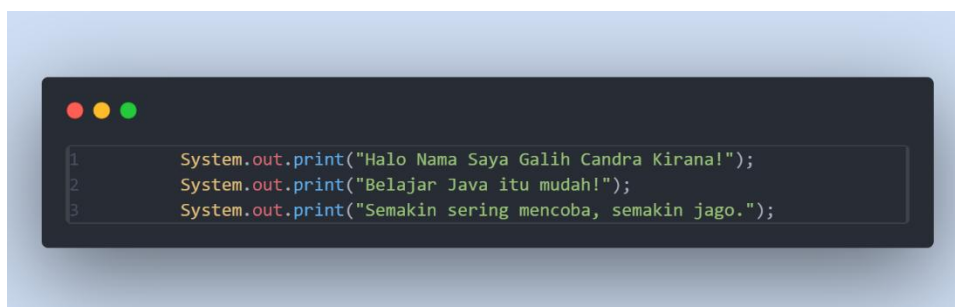 1 System.out.print("Halo Nama Saya Galih Candra Kirana!");
2 System.out.print("Belajar Java itu mudah!");
3 System.out.print("Semakin sering mencoba, semakin jago.");